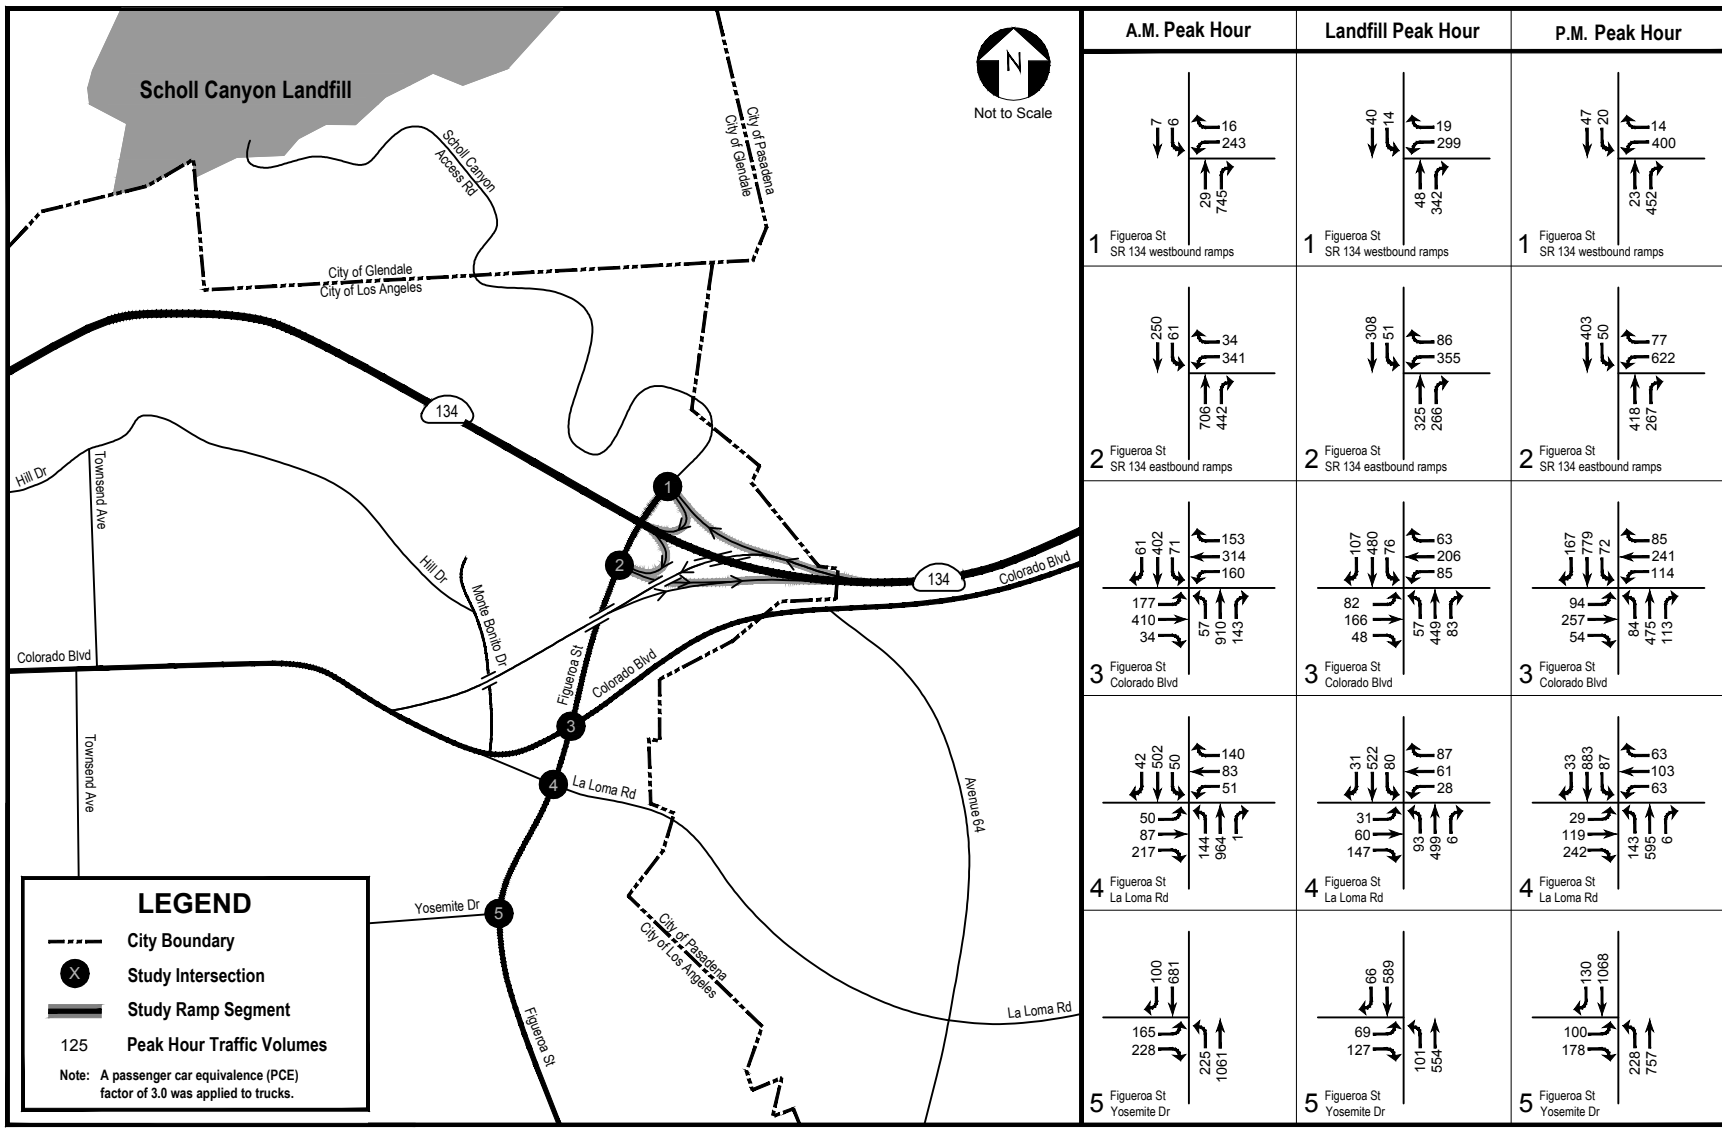 Scholl Canyon Landfill
N
Not to Scale
City of Pasadena
City of Glendale
Scholl Canyon
Access Rd
City of Glendale
City of Los Angeles
134
Hill Dr
Townsend Ave
1
2
134
Colorado Blvd
Hill Dr
Monte Bonito Dr
Colorado Blvd
Figueroa St
Colorado Blvd
3
4
La Loma Rd
Townsend Ave
Avenue 64
Yosemite Dr
5
City of Pasadena
City of Los Angeles
La Loma Rd
Figueroa St
LEGEND
City Boundary
X
Study Intersection
Study Ramp Segment
125
Peak Hour Traffic Volumes
Note: A passenger car equivalence (PCE)
factor of 3.0 was applied to trucks.
A.M. Peak Hour
Landfill Peak Hour
P.M. Peak Hour
7 6
16
243
29 745
1 Figueroa St
SR 134 westbound ramps
40 14
19
299
48 342
1 Figueroa St
SR 134 westbound ramps
47 20
14
400
23 452
1 Figueroa St
SR 134 westbound ramps
250 61
34
341
706 442
2 Figueroa St
SR 134 eastbound ramps
308 51
86
355
325 266
2 Figueroa St
SR 134 eastbound ramps
403 50
77
622
418 267
2 Figueroa St
SR 134 eastbound ramps
61 402 71
153
314
160
177
410
34
57 910 143
3 Figueroa St
Colorado Blvd
107 480 76
63
206
85
82
166
48
57 449 83
3 Figueroa St
Colorado Blvd
167 779 72
85
241
114
94
257
54
84 475 113
3 Figueroa St
Colorado Blvd
42 502 50
140
83
51
50
87
217
144 964 1
4 Figueroa St
La Loma Rd
31 522 80
87
61
28
31
60
147
93 499 6
4 Figueroa St
La Loma Rd
33 883 87
63
103
63
29
119
242
143 595 6
4 Figueroa St
La Loma Rd
100 681
165
228
225 1061
5 Figueroa St
Yosemite Dr
66 589
69
127
101 554
5 Figueroa St
Yosemite Dr
130 1068
100
178
228 757
5 Figueroa St
Yosemite Dr